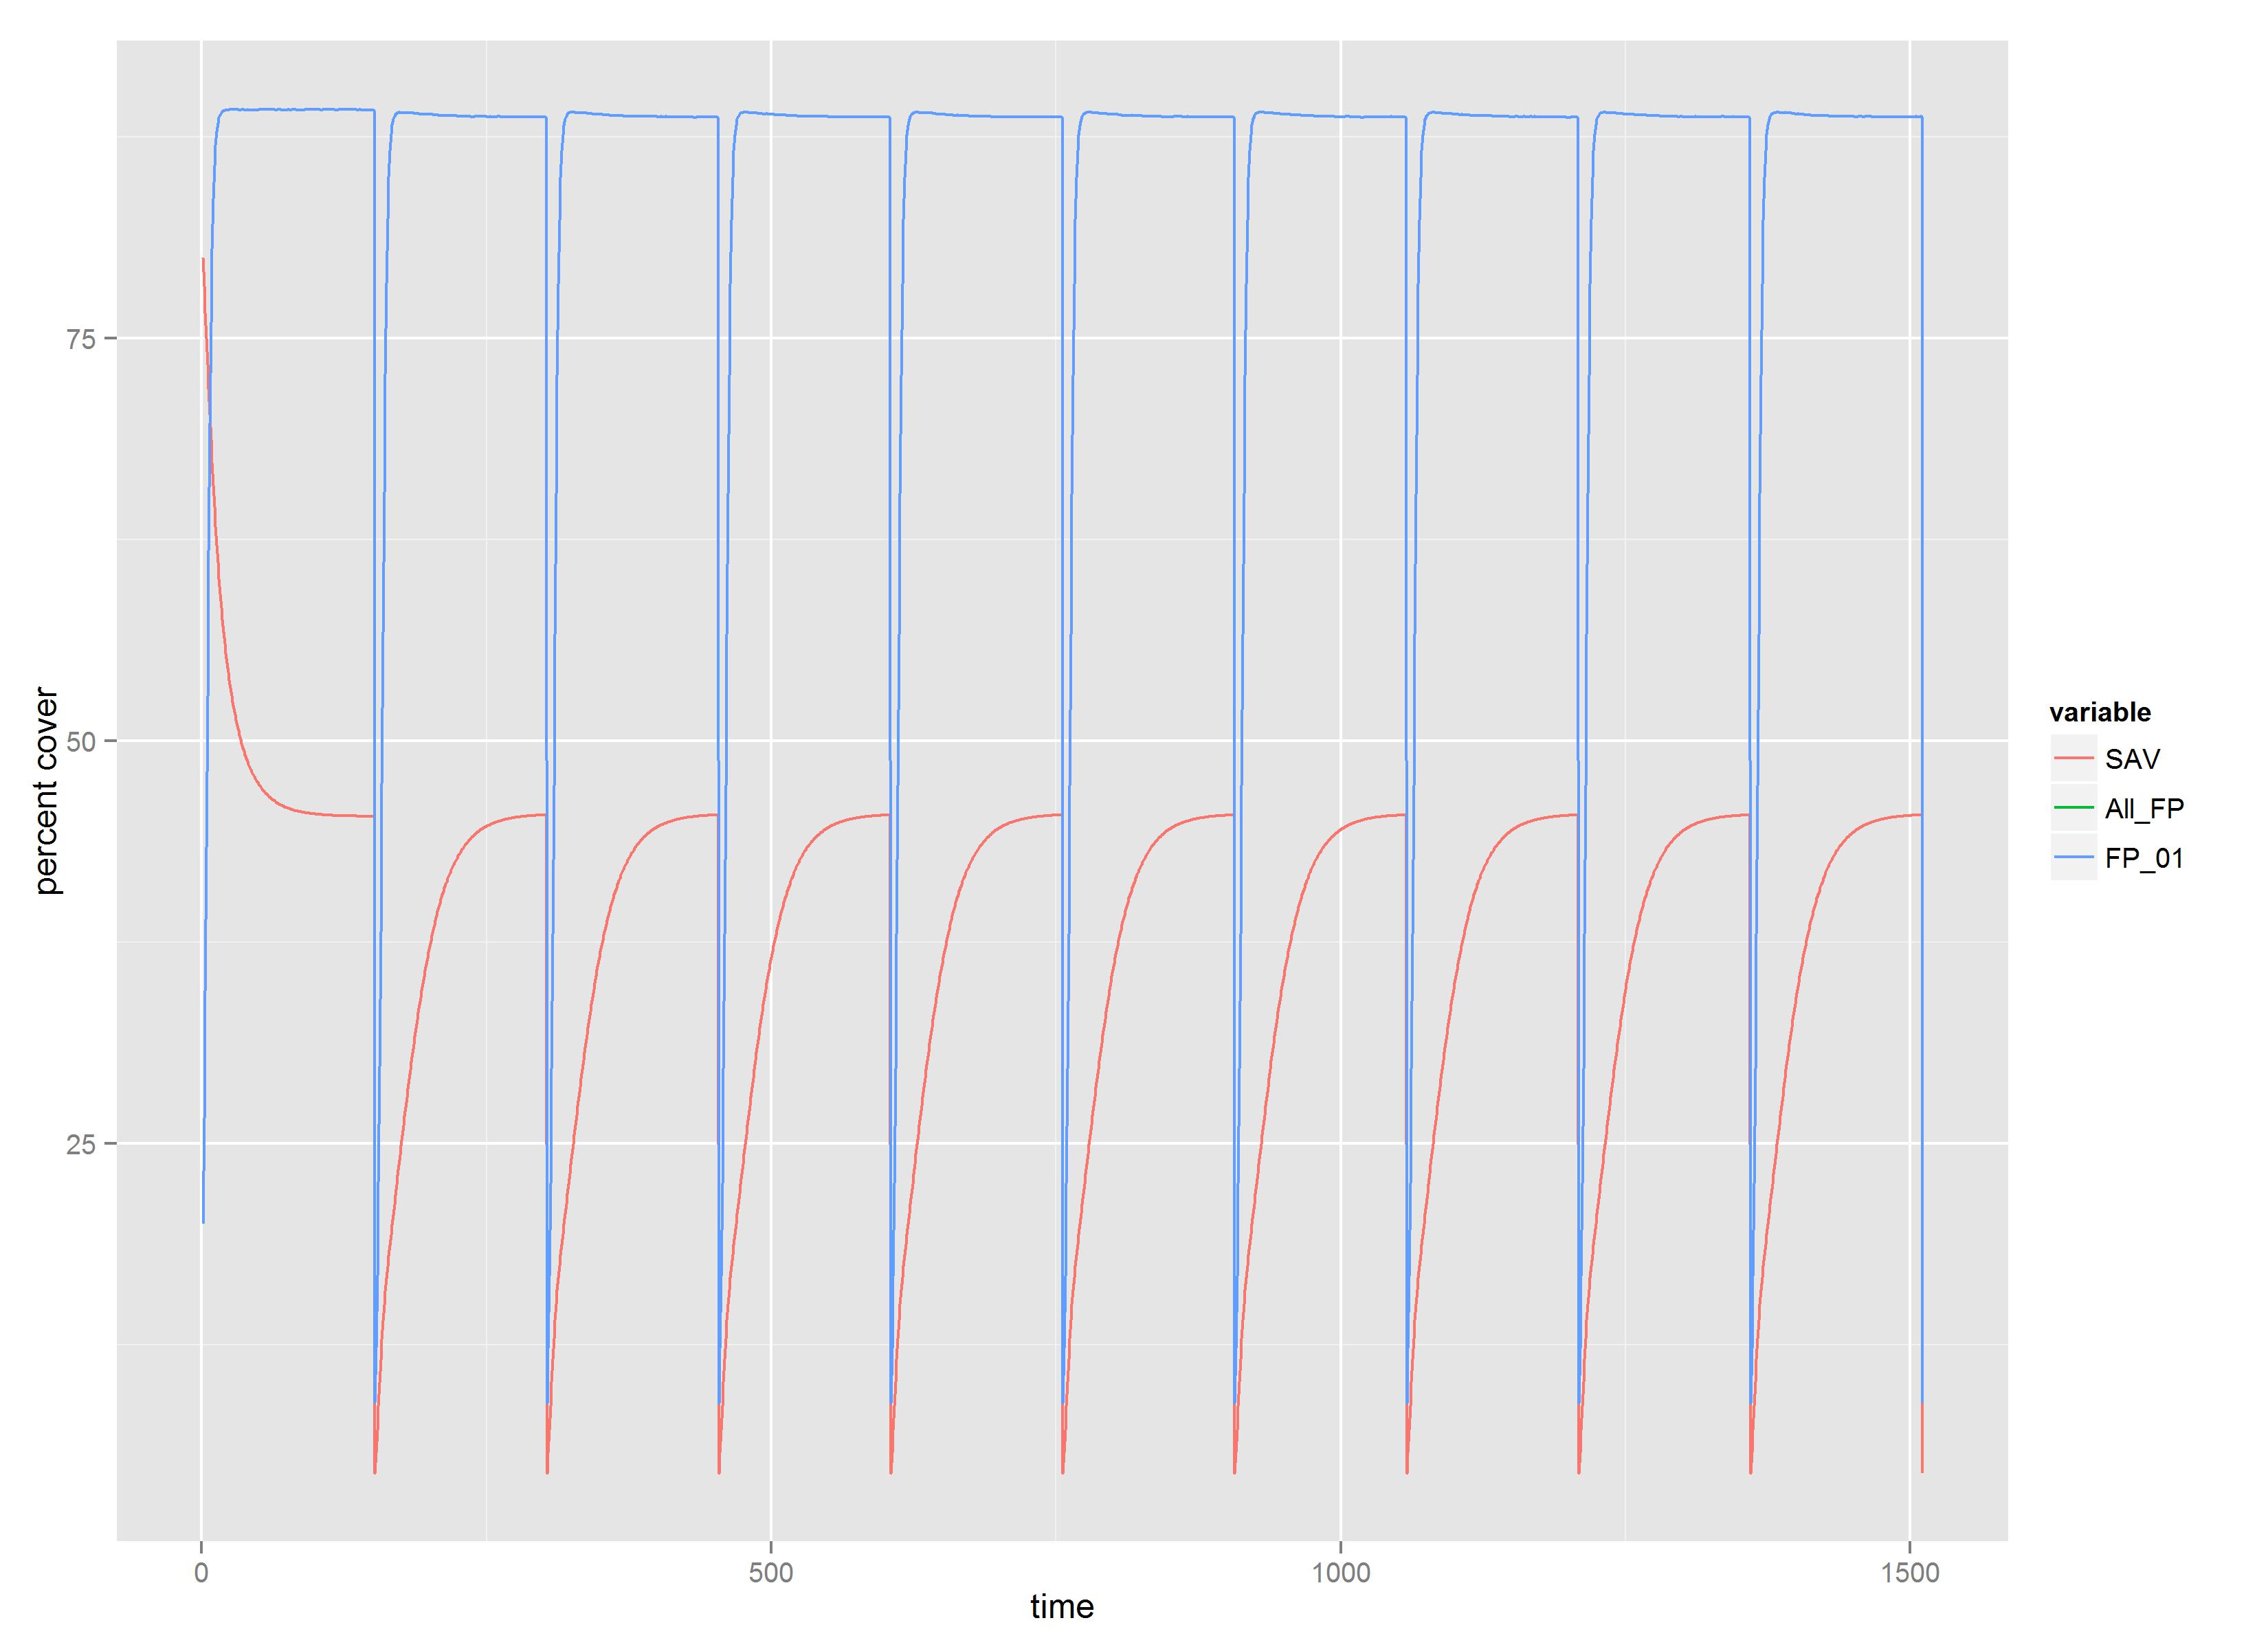 percent cover
75
50
25
0
500
1000
1500
time
variable
SAV
All_FP
FP_01